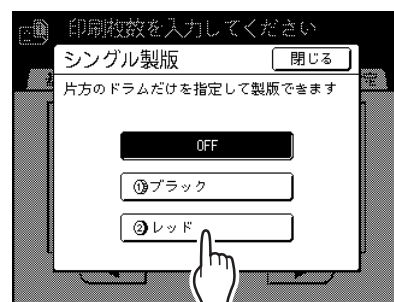 印刷枚数を入力してください
シングル製版
閉じる
片方のドラムだけを指定して製版できます
OFF
①ブラック
②レッド